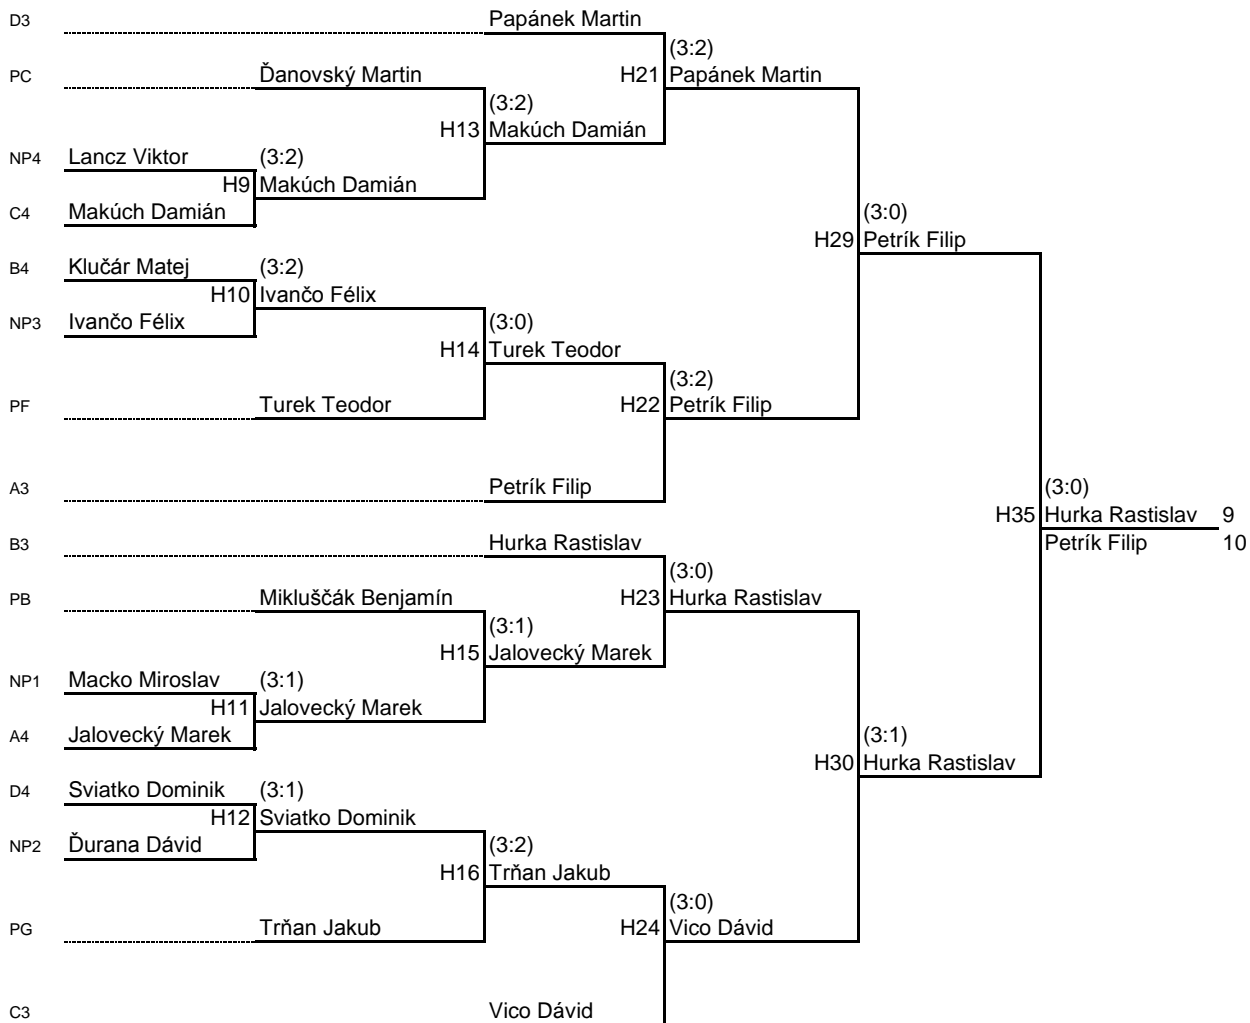 D3 Papánek Martin
(3:2)
PC Ďanovský Martin H21 Papánek Martin
(3:2)
H13 Makúch Damián
NP4 Lancz Viktor (3:2)
H9 Makúch Damián
C4 Makúch Damián (3:0)
H29 Petrík Filip
B4 Klučár Matej (3:2)
H10 Ivančo Félix
NP3 Ivančo Félix (3:0)
H14 Turek Teodor
(3:2)
PF Turek Teodor H22 Petrík Filip
A3 Petrík Filip (3:0)
H35 Hurka Rastislav 9
B3 Hurka Rastislav Petrík Filip 10
(3:0)
PB Mikluščák Benjamín H23 Hurka Rastislav
(3:1)
H15 Jalovecký Marek
NP1 Macko Miroslav (3:1)
H11 Jalovecký Marek
A4 Jalovecký Marek (3:1)
H30 Hurka Rastislav
D4 Sviatko Dominik (3:1)
H12 Sviatko Dominik
NP2 Ďurana Dávid (3:2)
H16 Trňan Jakub
(3:0)
PG Trňan Jakub H24 Vico Dávid
C3 Vico Dávid